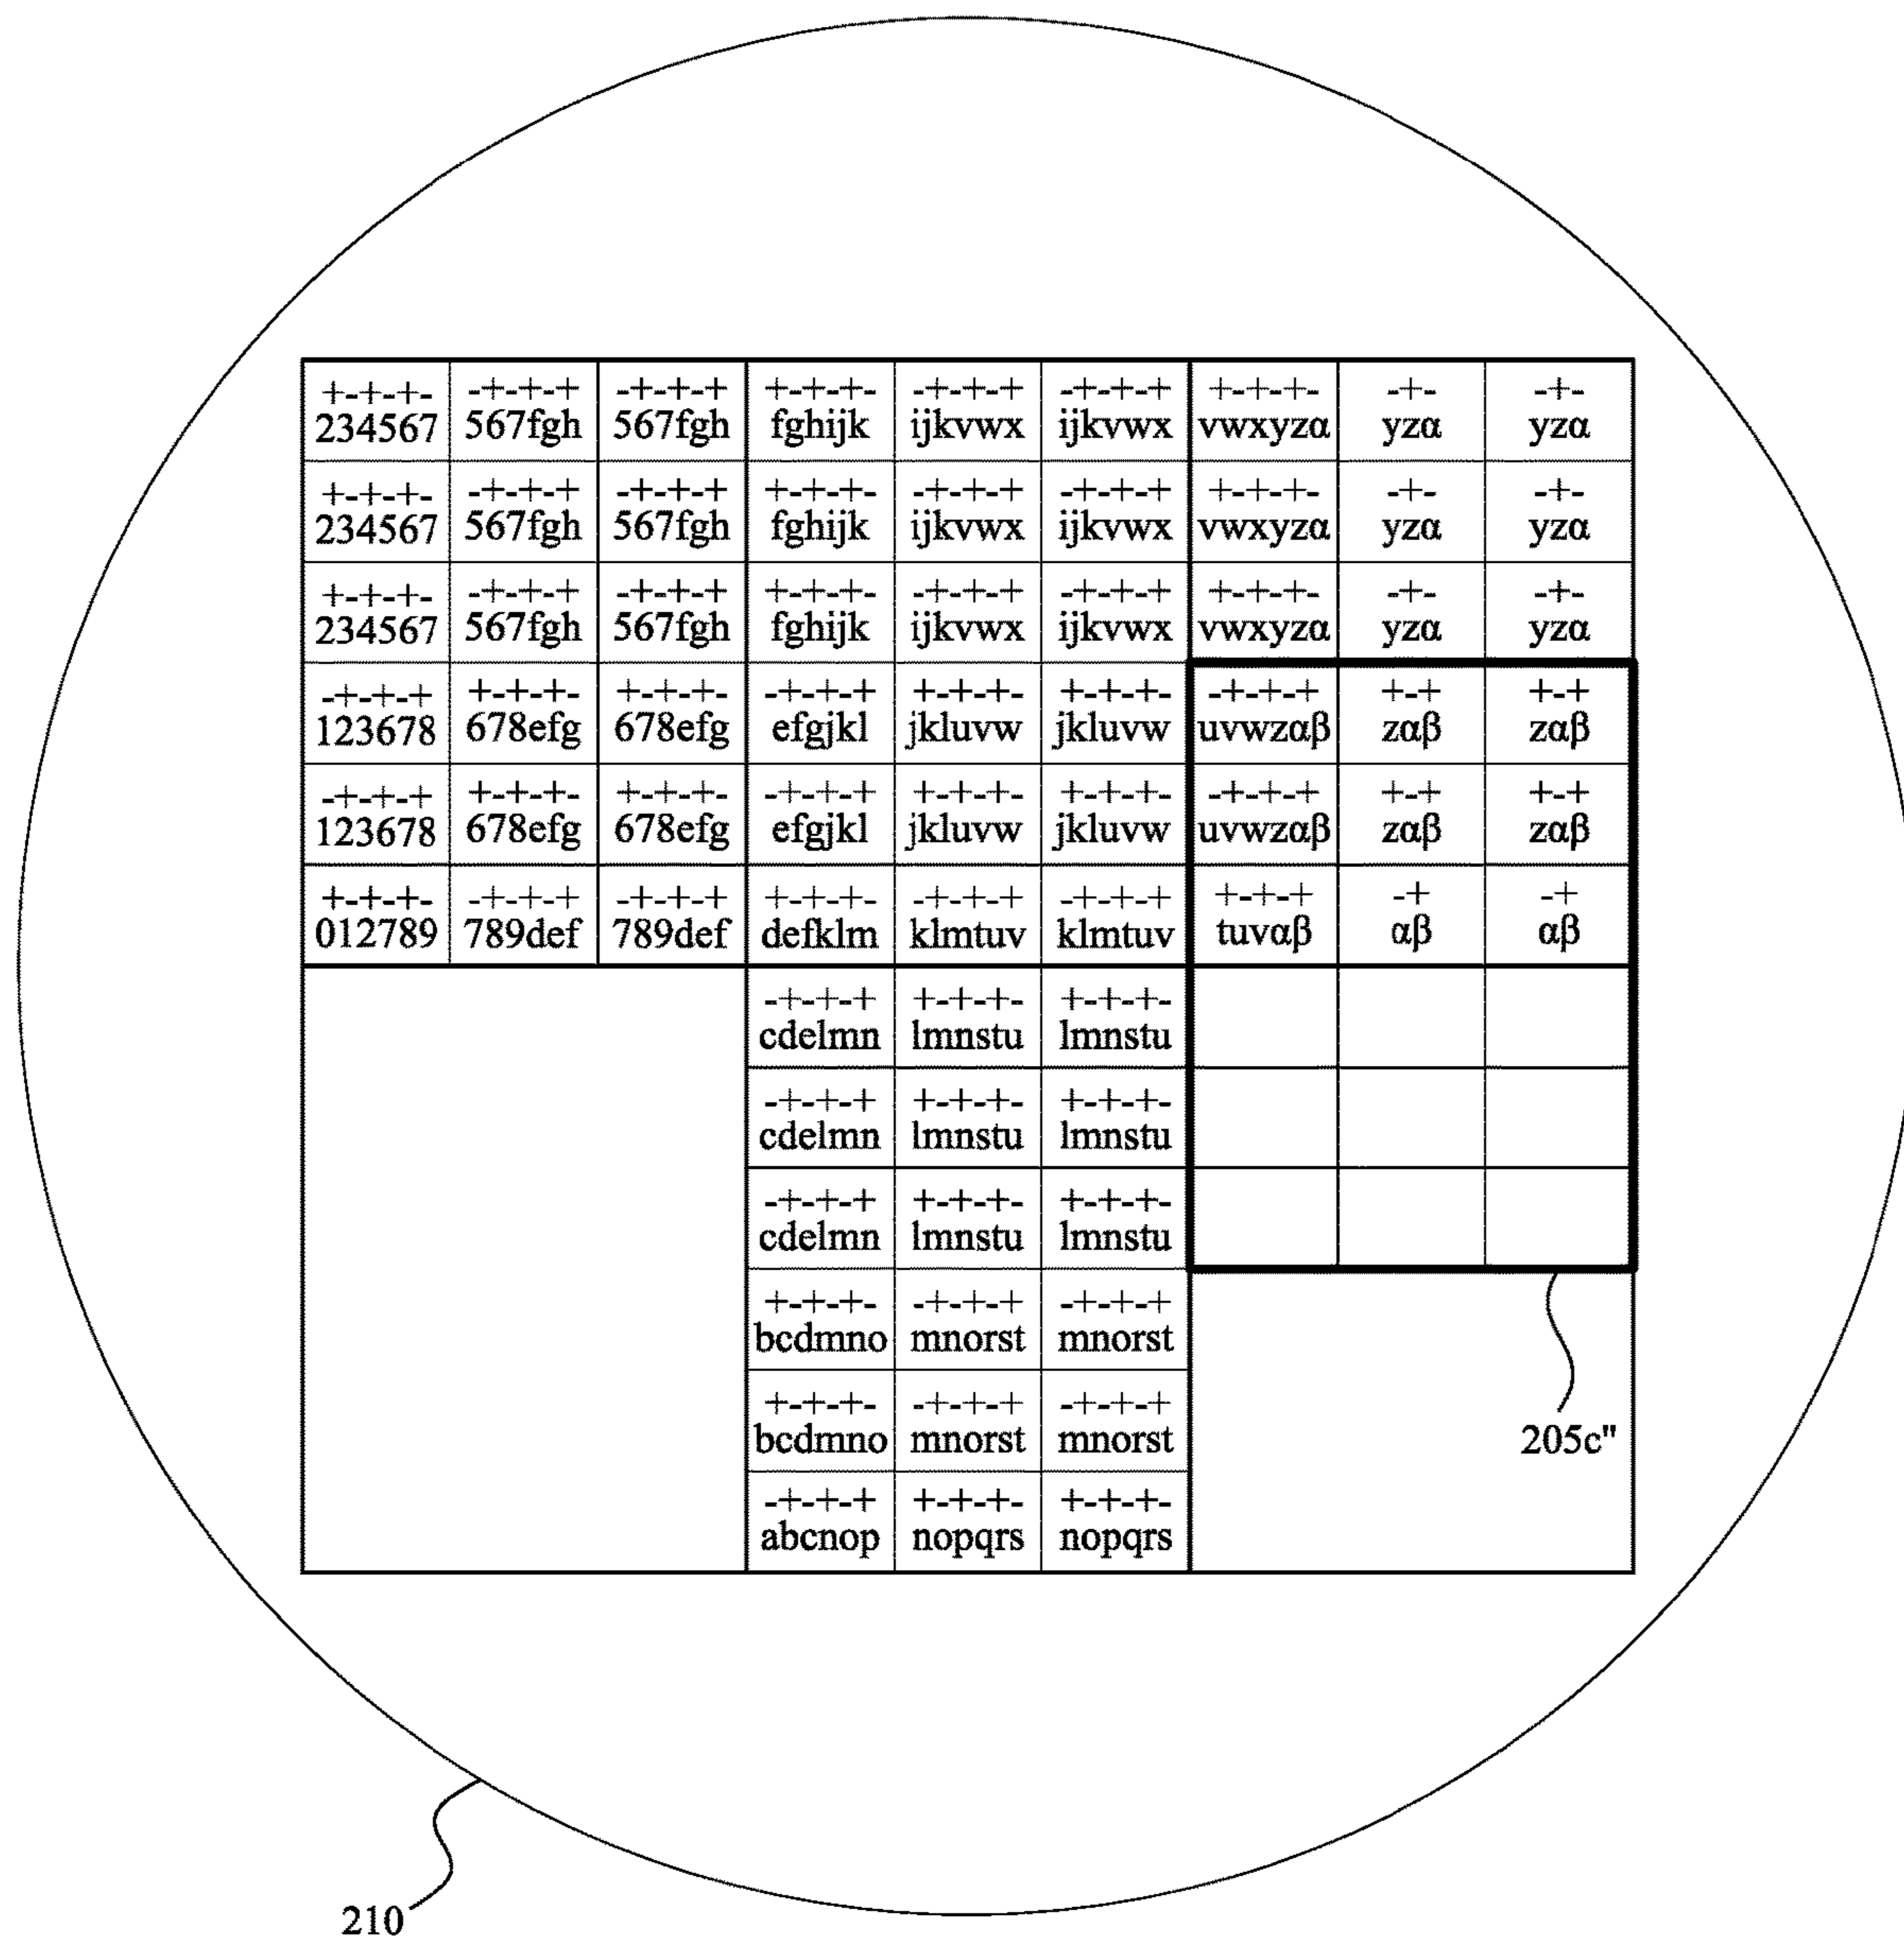 +-+-+- -+-+-+ -+-+-+ +-+-+- -+-+-+ -+-+-+ +-+-+- -+- -+-
234567 567fgh 567fgh fghijk ijkvwx ijkvwx vwxyzα yzα yzα
+-+-+- -+-+-+ -+-+-+ +-+-+- -+-+-+ -+-+-+ +-+-+- -+- -+-
234567 567fgh 567fgh fghijk ijkvwx ijkvwx vwxyzα yzα yzα
+-+-+- -+-+-+ -+-+-+ +-+-+- -+-+-+ -+-+-+ +-+-+- -+- -+-
234567 567fgh 567fgh fghijk ijkvwx ijkvwx vwxyzα yzα yzα
-+-+-+ +-+-+- +-+-+- -+-+-+ +-+-+- +-+-+- -+-+-+ +-+ +-+
123678 678efg 678efg efgjkl jkluvw jkluvw uvwzαβ zαβ zαβ
-+-+-+ +-+-+- +-+-+- -+-+-+ +-+-+- +-+-+- -+-+-+ +-+ +-+
123678 678efg 678efg efgjkl jkluvw jkluvw uvwzαβ zαβ zαβ
+-+-+- -+-+-+ -+-+-+ +-+-+- -+-+-+ -+-+-+ +-+-+ -+ -+
012789 789def 789def defklm klmtuv klmtuv tuvαβ αβ αβ
-+-+-+ +-+-+- +-+-+-
cdelmn lmnstu lmnstu
-+-+-+ +-+-+- +-+-+-
cdelmn lmnstu lmnstu
-+-+-+ +-+-+- +-+-+-
cdelmn lmnstu lmnstu
+-+-+- -+-+-+ -+-+-+
bcdmno mnorst mnorst
+-+-+- -+-+-+ -+-+-+
bcdmno mnorst mnorst
205c"
-+-+-+ +-+-+- +-+-+-
abcnop nopqrs nopqrs
210